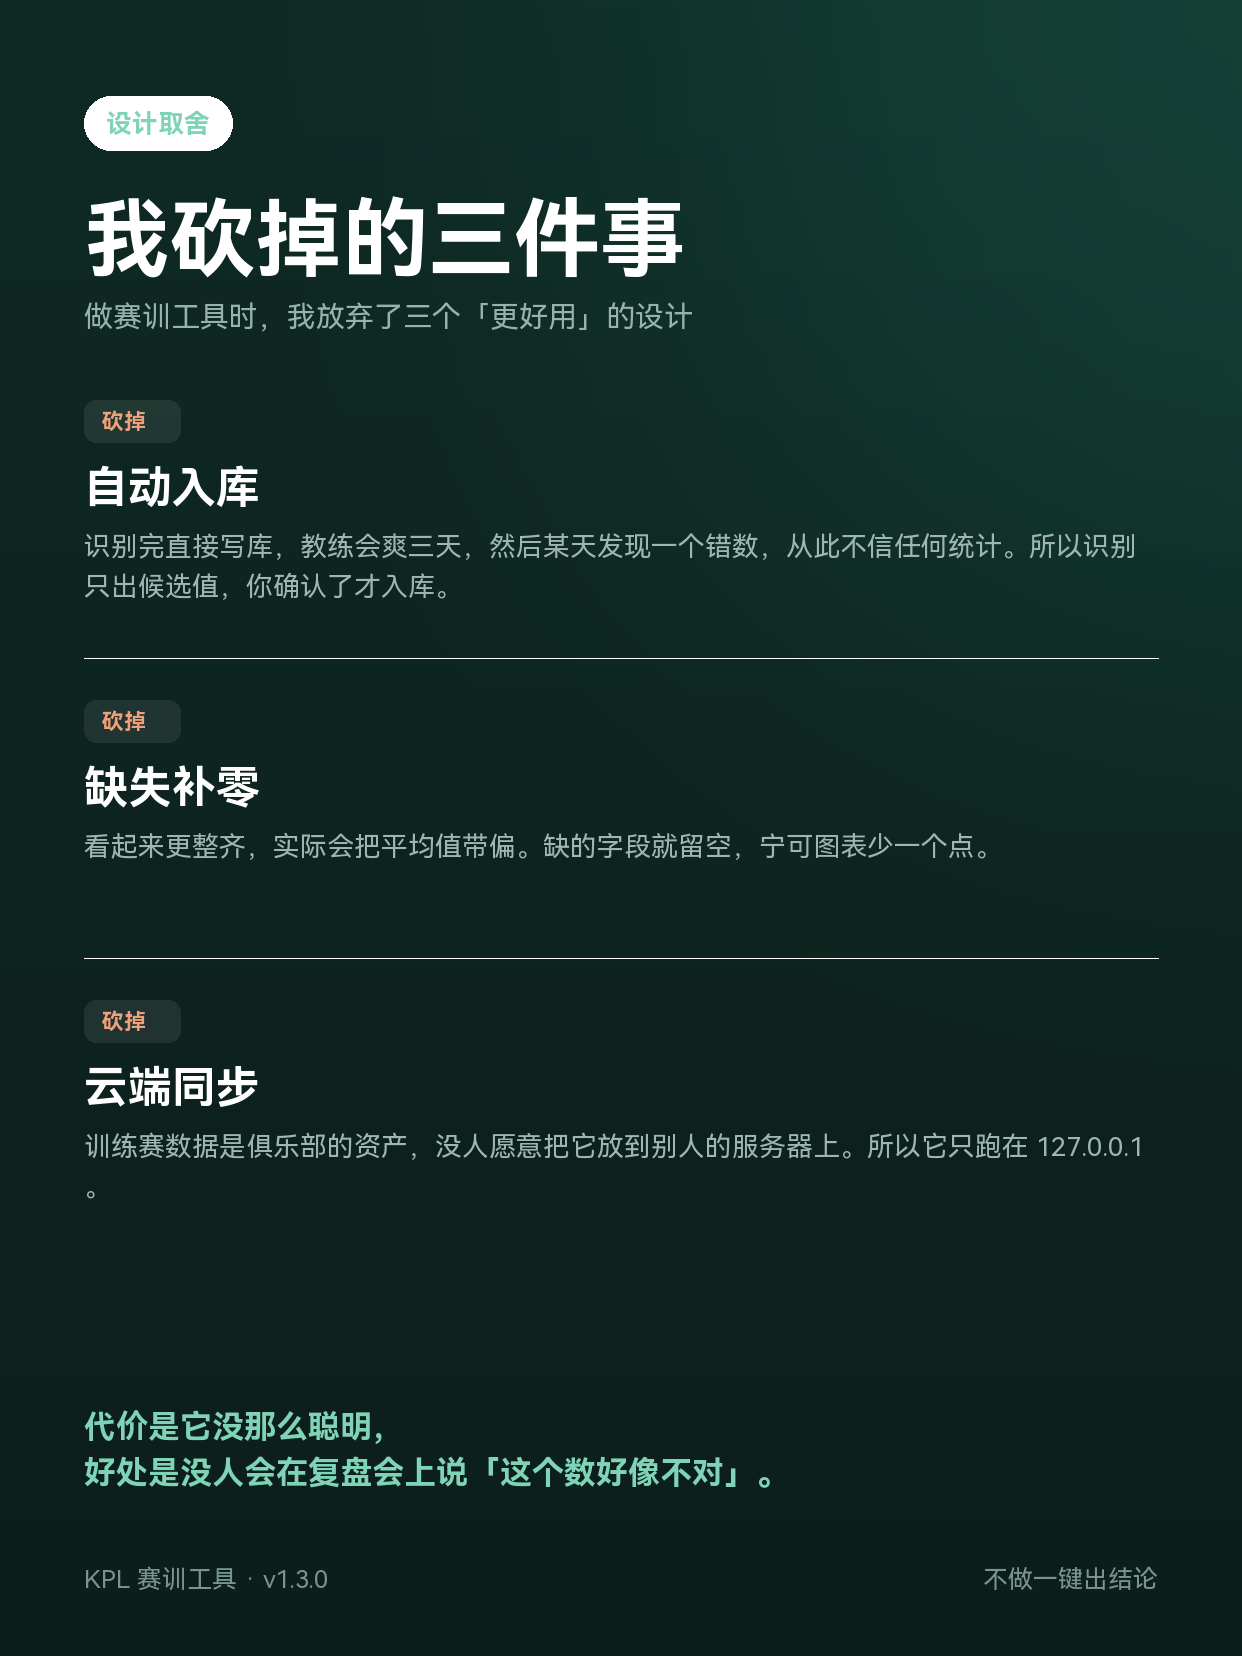 设计取舍
我砍掉的三件事
做赛训工具时，我放弃了三个「更好用」的设计
砍掉
自动入库
识别完直接写库，教练会爽三天，然后某天发现一个错数，从此不信任何统计。所以识别
只出候选值，你确认了才入库。
砍掉
缺失补零
看起来更整齐，实际会把平均值带偏。缺的字段就留空，宁可图表少一个点。
砍掉
云端同步
训练赛数据是俱乐部的资产，没人愿意把它放到别人的服务器上。所以它只跑在 127.0.0.1
。
代价是它没那么聪明，
好处是没人会在复盘会上说「这个数好像不对」。
KPL 赛训工具 · v1.3.0
不做一键出结论